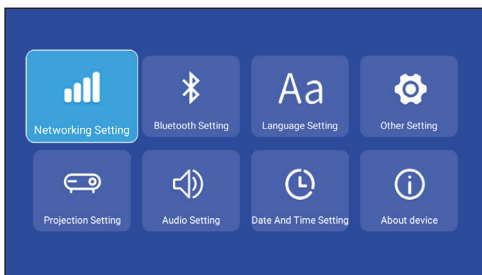 Networking Setting
Bluetooth Setting
Aa
Language Setting
Other Setting
Projection Setting
Audio Setting
Date And Time Setting
About device